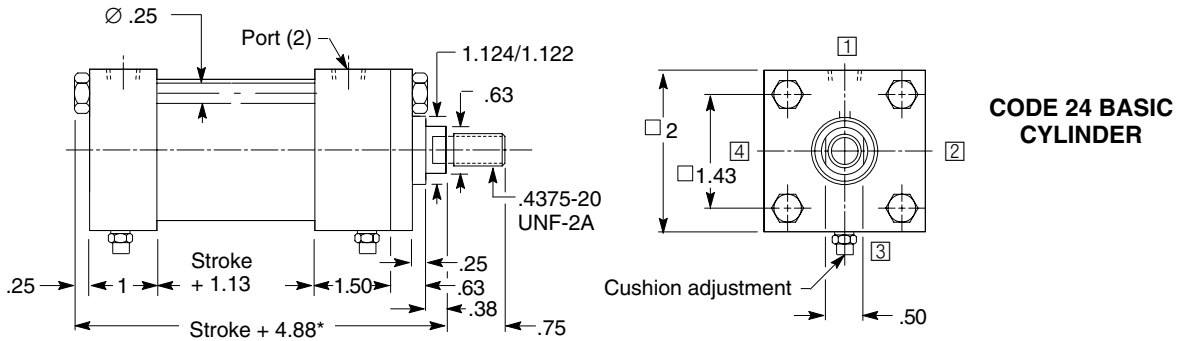 Ø .25
Port (2)
1.124/1.122
.63
.4375-20
UNF-2A
.25
1
Stroke
+ 1.13
1.50
.25
.63
.38
.75
Stroke + 4.88*
1
2
3
4
□ 2
□ 1.43
Cushion adjustment
.50
CODE 24 BASIC
CYLINDER